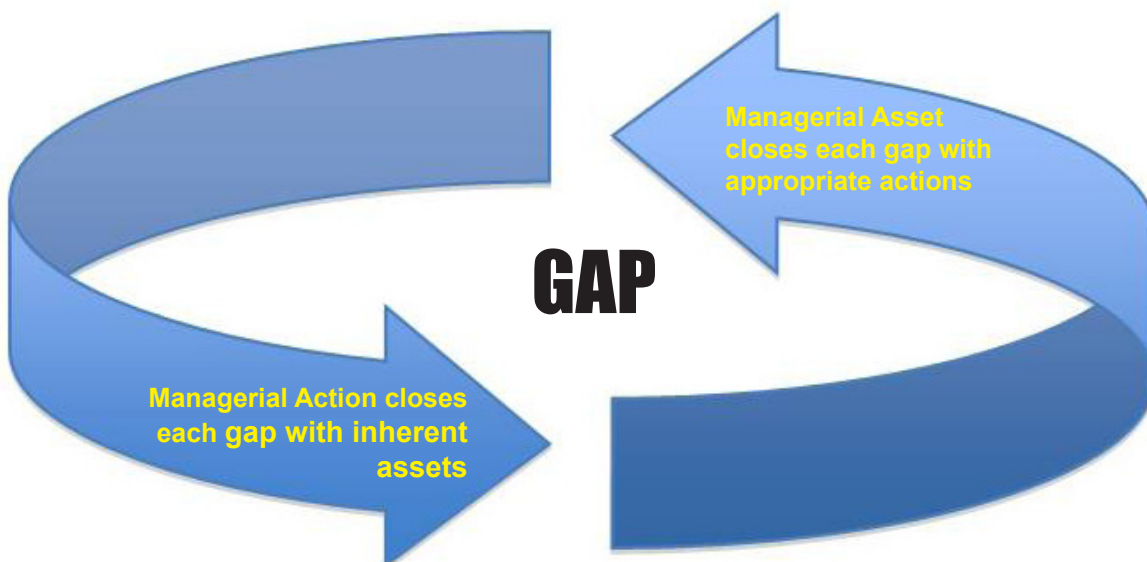 Managerial Asset
closes each gap with
appropriate actions
GAP
Managerial Action closes
each gap with inherent
assets